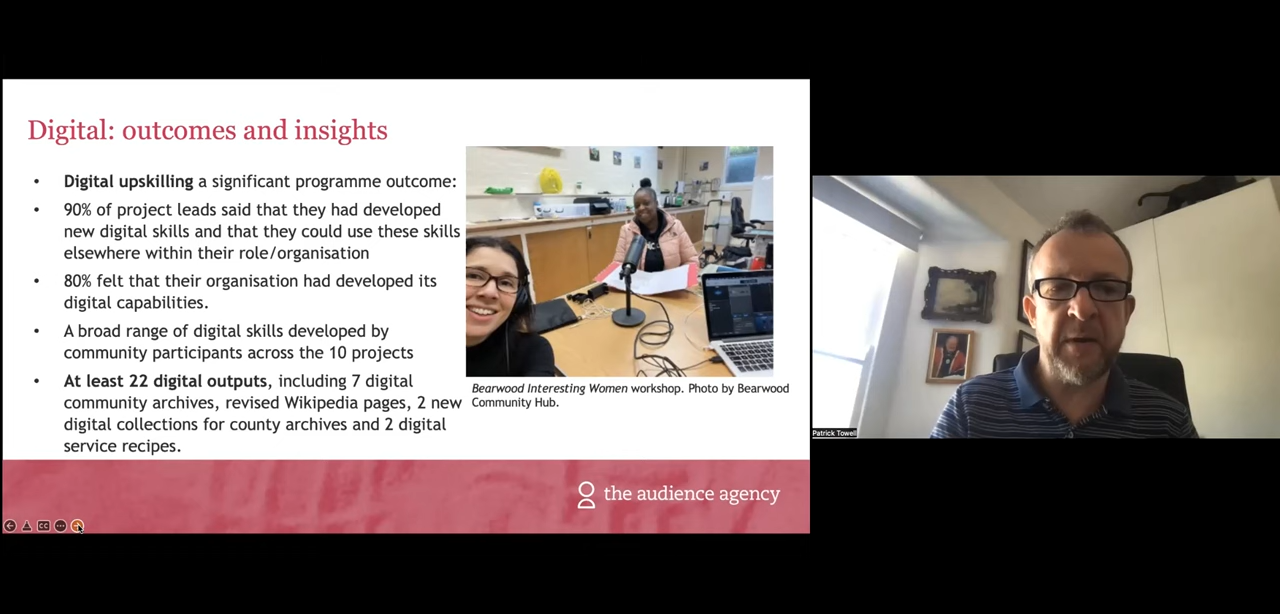 Digital: outcomes and insights
• Digital upskilling a significant programme outcome:
• 90% of project leads said that they had developed
new digital skills and that they could use these skills
elsewhere within their role/organisation
• 80% felt that their organisation had developed its
digital capabilities.
• A broad range of digital skills developed by
community participants across the 10 projects
• At least 22 digital outputs, including 7 digital
community archives, revised Wikipedia pages, 2 new
digital collections for county archives and 2 digital
service recipes.
Bearwood Interesting Women workshop. Photo by Bearwood
Community Hub.
the audience agency
CC
Patrick Towell